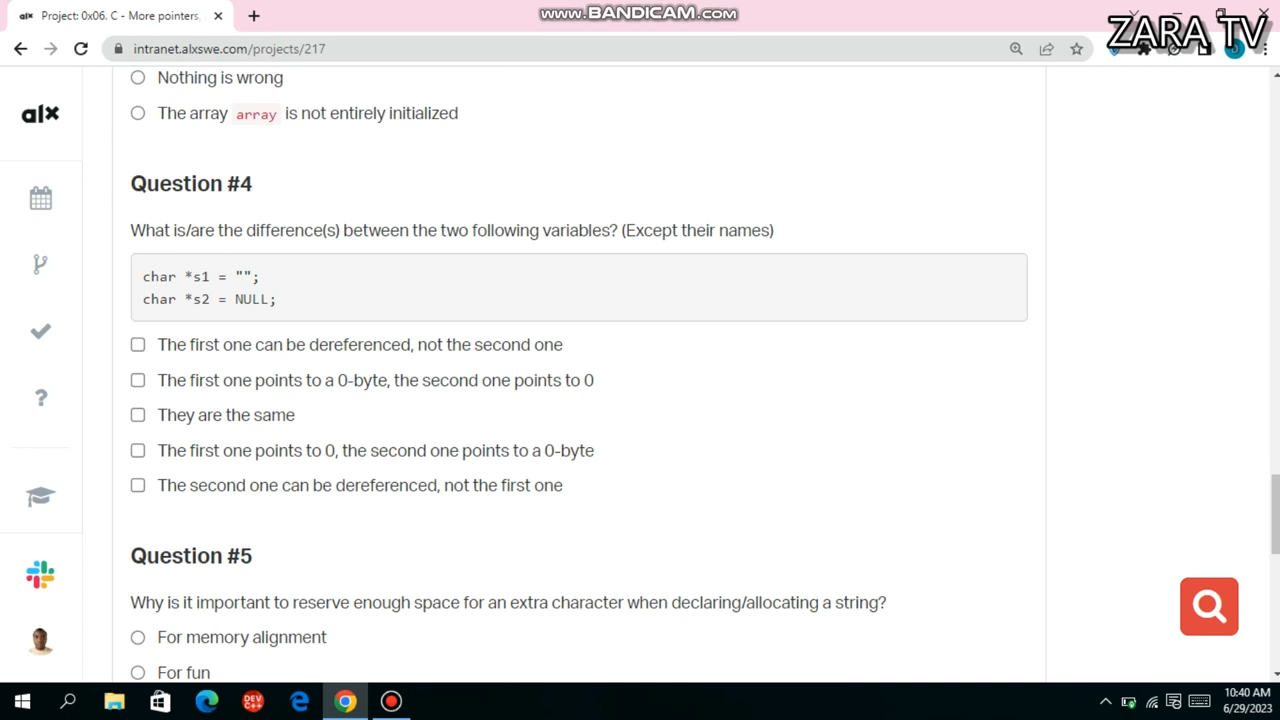 alx Project: 0x06. C - More pointers,
www.BANDICAM.com
ZARA TV
intranet.alxswe.com/projects/217
alx
Nothing is wrong
The array array is not entirely initialized
Question #4
What is/are the difference(s) between the two following variables? (Except their names)
char *s1 = "";
char *s2 = NULL;
The first one can be dereferenced, not the second one
The first one points to a 0-byte, the second one points to 0
They are the same
The first one points to 0, the second one points to a 0-byte
The second one can be dereferenced, not the first one
Question #5
Why is it important to reserve enough space for an extra character when declaring/allocating a string?
For memory alignment
For fun
DEV
C++
10:40 AM
6/29/2023